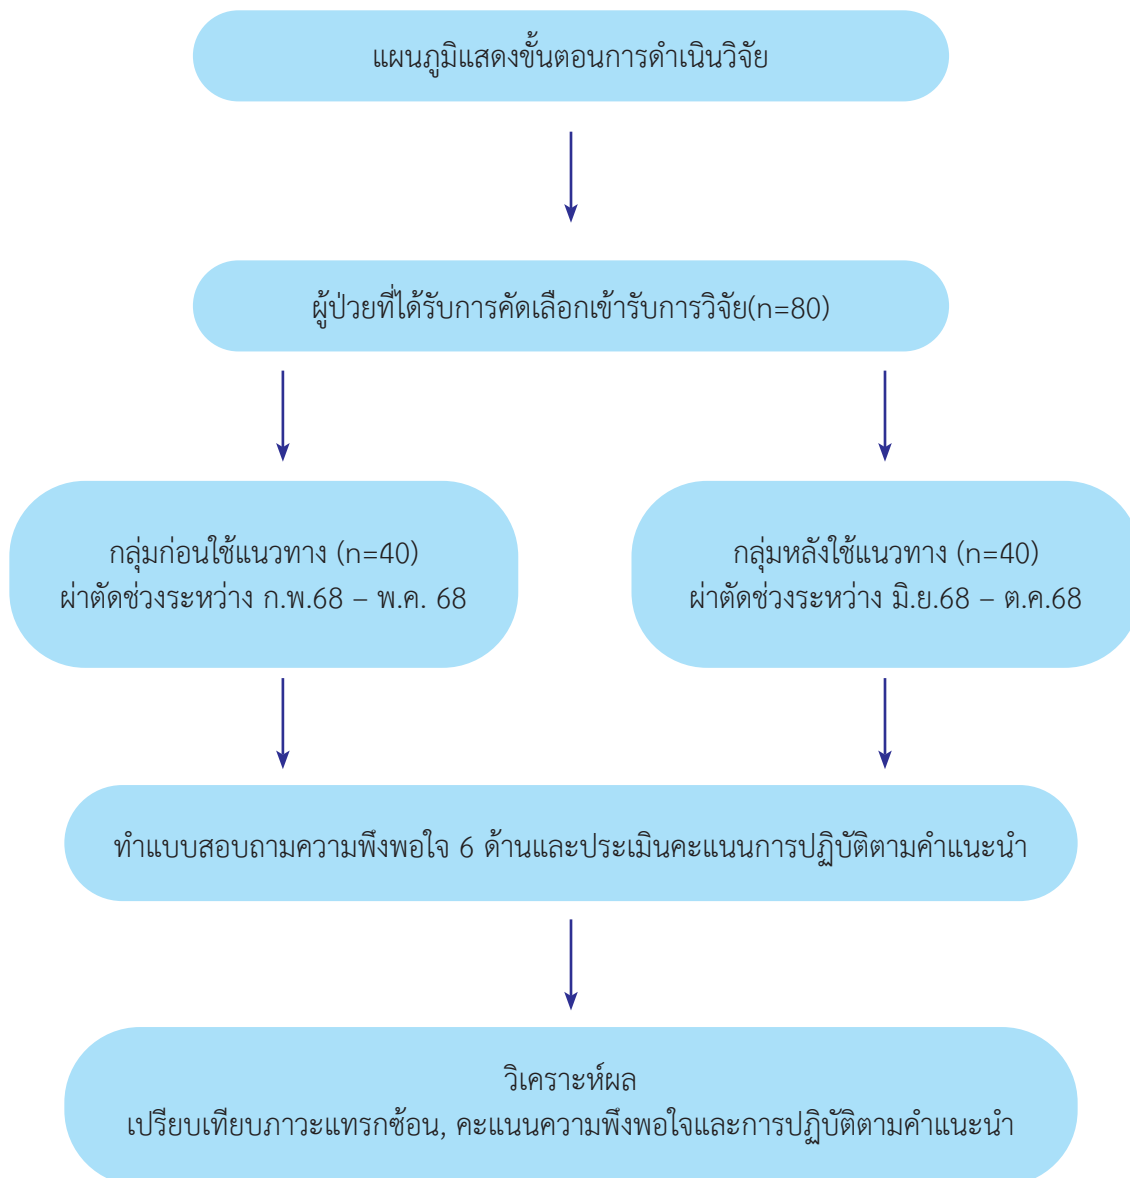 แผนภูมิแสดงขั้นตอนการดำเนินวิจัย
ผู้ป่วยที่ได้รับการคัดเลือกเข้ารับการวิจัย(n=80)
กลุ่มก่อนใช้แนวทาง (n=40)
ผ่าตัดช่วงระหว่าง ก.พ.68 – พ.ค. 68
กลุ่มหลังใช้แนวทาง (n=40)
ผ่าตัดช่วงระหว่าง มิ.ย.68 – ต.ค.68
ทำแบบสอบถามความพึงพอใจ 6 ด้านและประเมินคะแนนการปฏิบัติตามคำแนะนำ
วิเคราะห์ผล
เปรียบเทียบภาวะแทรกซ้อน, คะแนนความพึงพอใจและการปฏิบัติตามคำแนะนำ